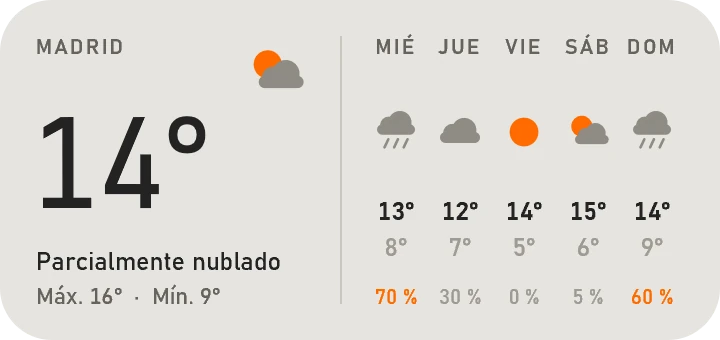 MADRID
14°
Parcialmente nublado
Máx. 16° · Mín. 9°
MIÉ JUE VIE SÁB DOM
13° 12° 14° 15° 14°
8° 7° 5° 6° 9°
70 % 30 % 0 % 5 % 60 %